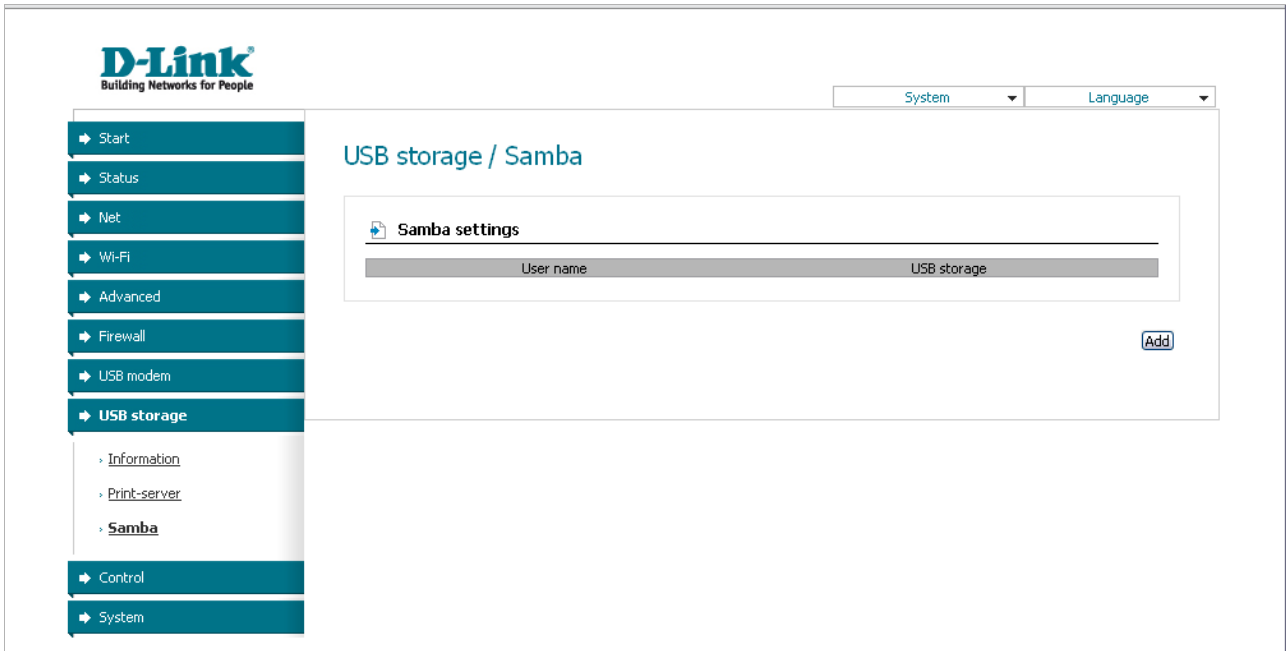 D-Link
Building Networks for People
System Language
Start
Status
Net
Wi-Fi
Advanced
Firewall
USB modem
USB storage
Information
Print-server
Samba
Control
System
USB storage / Samba
Samba settings
User name USB storage
Add